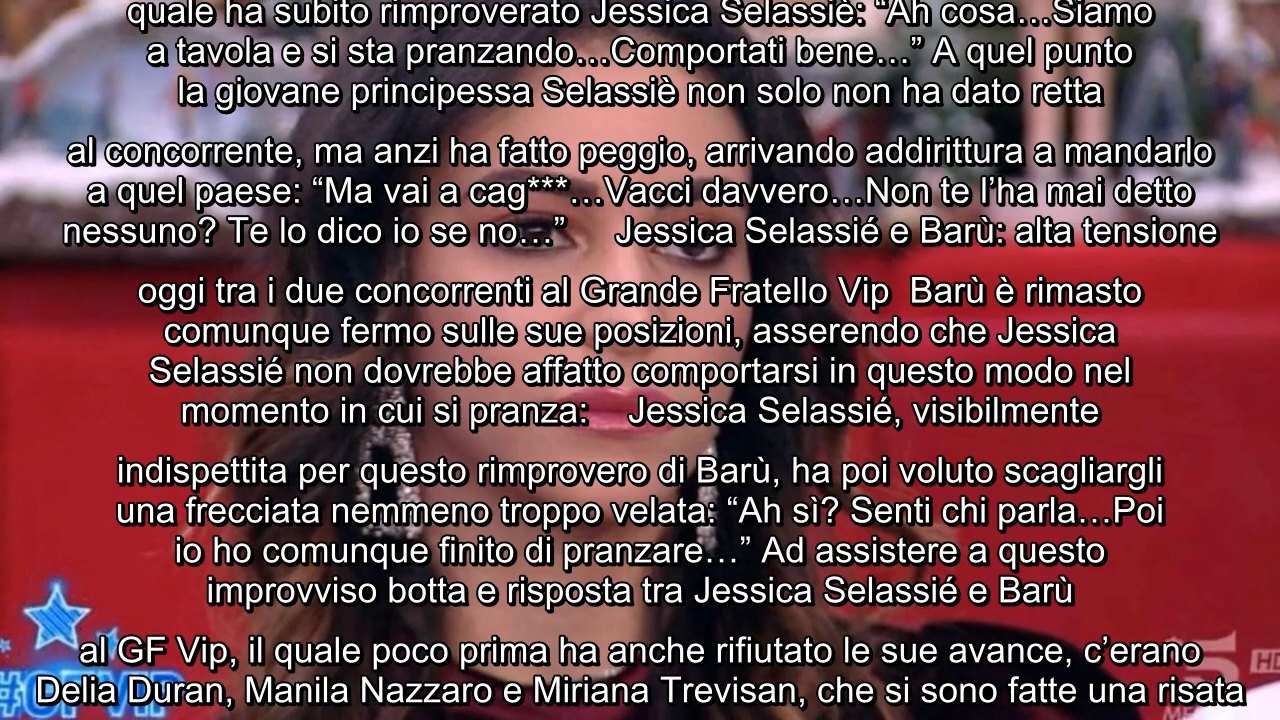 quale ha subito rimproverato Jessica Selassiè: “Ah cosa…Siamo
a tavola e si sta pranzando…Comportati bene…” A quel punto
la giovane principessa Selassiè non solo non ha dato retta
al concorrente, ma anzi ha fatto peggio, arrivando addirittura a mandarlo
a quel paese: “Ma vai a cag***…Vacci davvero…Non te l’ha mai detto
nessuno? Te lo dico io se no…” Jessica Selassié e Barù: alta tensione
oggi tra i due concorrenti al Grande Fratello Vip Barù è rimasto
comunque fermo sulle sue posizioni, asserendo che Jessica
Selassié non dovrebbe affatto comportarsi in questo modo nel
momento in cui si pranza: Jessica Selassié, visibilmente
indispettita per questo rimprovero di Barù, ha poi voluto scagliargli
una frecciata nemmeno troppo velata: “Ah sì? Senti chi parla…Poi
io ho comunque finito di pranzare…” Ad assistere a questo
improvviso botta e risposta tra Jessica Selassié e Barù
al GF Vip, il quale poco prima ha anche rifiutato le sue avance, c’erano
Delia Duran, Manila Nazzaro e Miriana Trevisan, che si sono fatte una risata
#GFVIP
5 HD